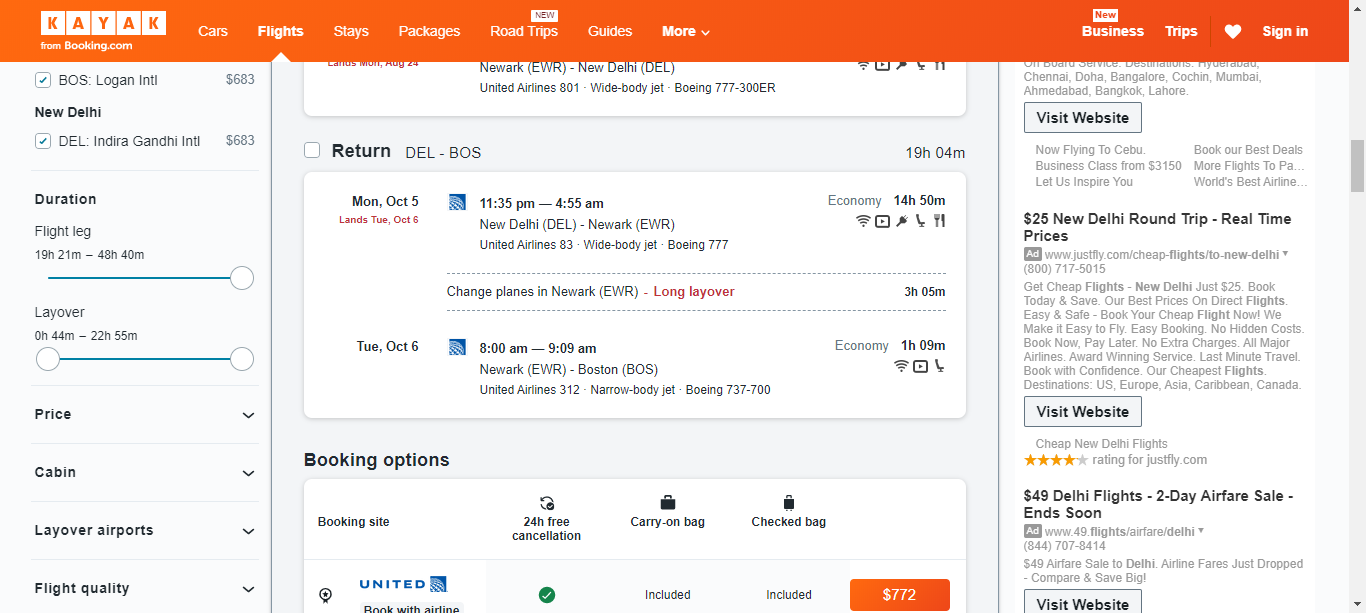 KAYAK
from Booking.com
Cars
Flights
Stays
Packages
NEW
Road Trips
Guides
More
New
Business
Trips
Sign in
BOS: Logan Intl $683
New Delhi
DEL: Indira Gandhi Intl $683
Duration
Flight leg
19h 21m – 48h 40m
Layover
0h 44m – 22h 55m
Price
Cabin
Layover airports
Flight quality
Lands Mon, Aug 24
Newark (EWR) - New Delhi (DEL)
United Airlines 801 · Wide-body jet · Boeing 777-300ER
Return DEL - BOS 19h 04m
Mon, Oct 5
Lands Tue, Oct 6
11:35 pm — 4:55 am
Economy 14h 50m
New Delhi (DEL) - Newark (EWR)
United Airlines 83 · Wide-body jet · Boeing 777
Change planes in Newark (EWR) - Long layover 3h 05m
Tue, Oct 6
8:00 am — 9:09 am
Economy 1h 09m
Newark (EWR) - Boston (BOS)
United Airlines 312 · Narrow-body jet · Boeing 737-700
Booking options
Booking site
24h free
cancellation
Carry-on bag
Checked bag
UNITED
Book with airline
Included
Included
$772
On Board Service. Destinations: Hyderabad,
Chennai, Doha, Bangalore, Cochin, Mumbai,
Ahmedabad, Bangkok, Lahore.
Visit Website
Now Flying To Cebu. Book our Best Deals
Business Class from $3150 More Flights To Pa...
Let Us Inspire You World's Best Airline...
$25 New Delhi Round Trip - Real Time
Prices
Ad www.justfly.com/cheap-flights/to-new-delhi
(800) 717-5015
Get Cheap Flights - New Delhi Just $25. Book
Today & Save. Our Best Prices On Direct Flights.
Easy & Safe - Book Your Cheap Flight Now! We
Make it Easy to Fly. Easy Booking. No Hidden Costs.
Book Now, Pay Later. No Extra Charges. All Major
Airlines. Award Winning Service. Last Minute Travel.
Book with Confidence. Our Cheapest Flights.
Destinations: US, Europe, Asia, Caribbean, Canada.
Visit Website
Cheap New Delhi Flights
rating for justfly.com
$49 Delhi Flights - 2-Day Airfare Sale -
Ends Soon
Ad www.49.flights/airfare/delhi
(844) 707-8414
$49 Airfare Sale to Delhi. Airline Fares Just Dropped
- Compare & Save Big!
Visit Website